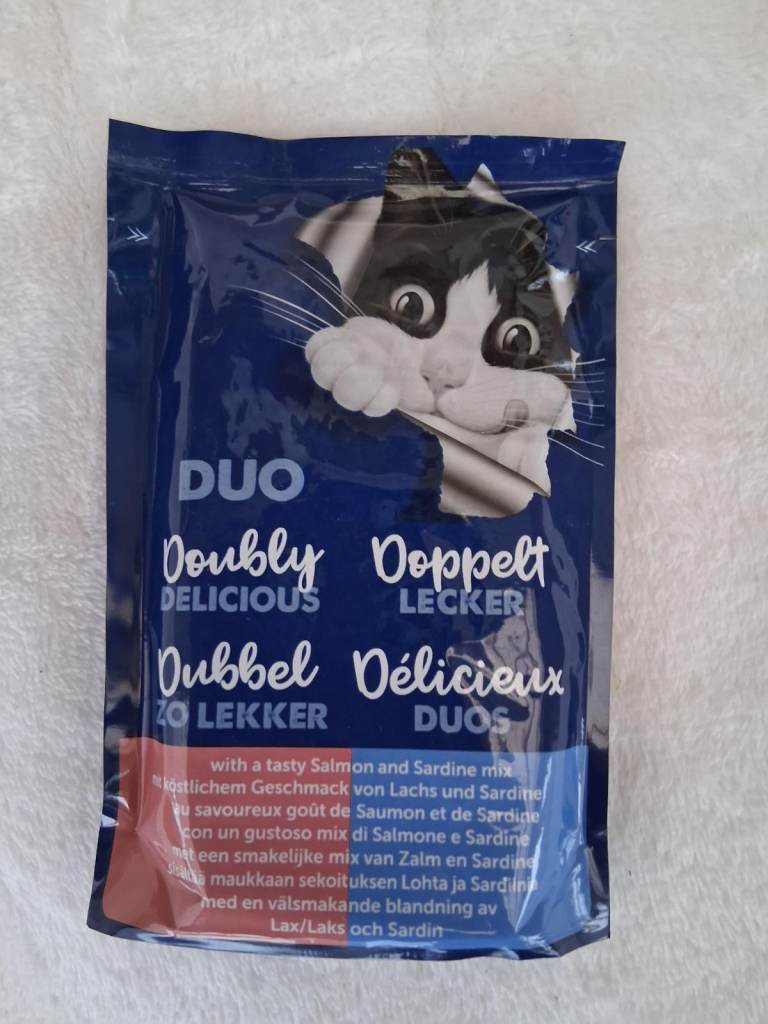 DUO
Doubly
DELICIOUS
Doppelt
LECKER
Dubbel
ZO LEKKER
Délicieux
DUOS
with a tasty Salmon and Sardine mix
mit köstlichem Geschmack von Lachs und Sardine
au savoureux goût de Saumon et de Sardine
con un gustoso mix di Salmone e Sardine
met een smakelijke mix van Zalm en Sardine
sisältää maukkaan sekoituksen Lohta ja Sardiinia
med en välsmakande blandning av
Lax/Laks och Sardin